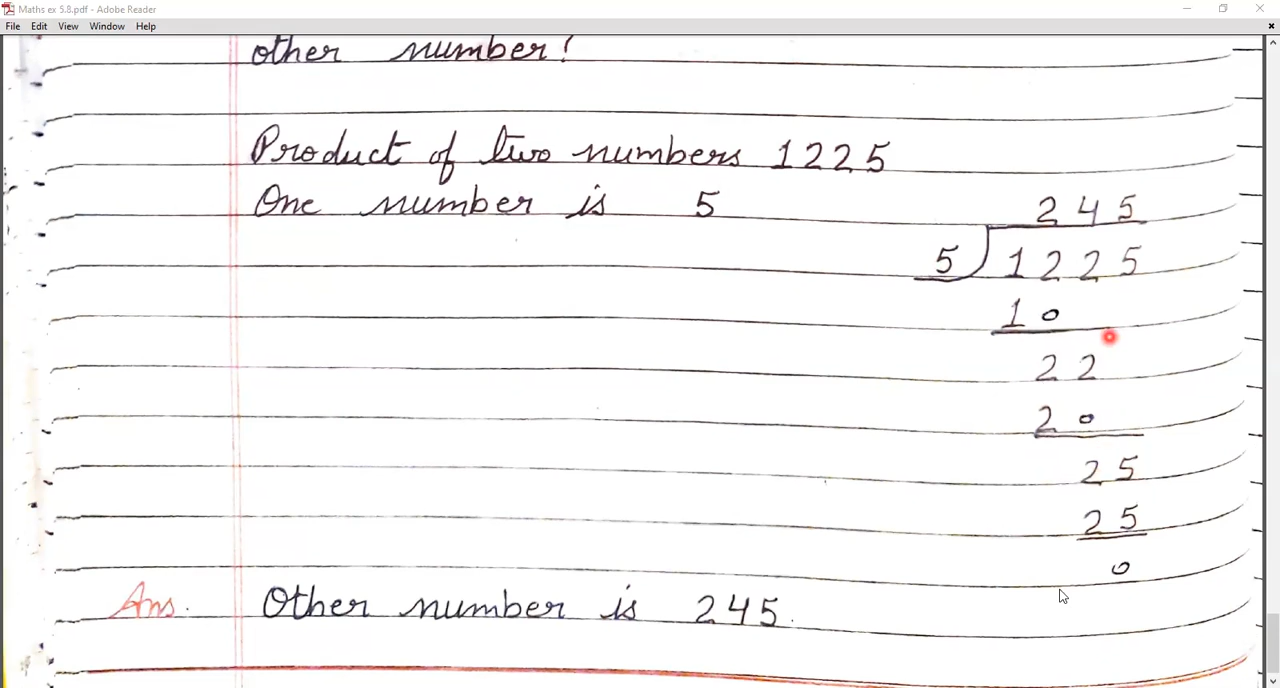 Maths ex 5.8.pdf - Adobe Reader
File Edit View Window Help
other number?
Product of two numbers 1225
One number is 5
245
5 1225
10
22
20
25
25
0
Ans. Other number is 245.